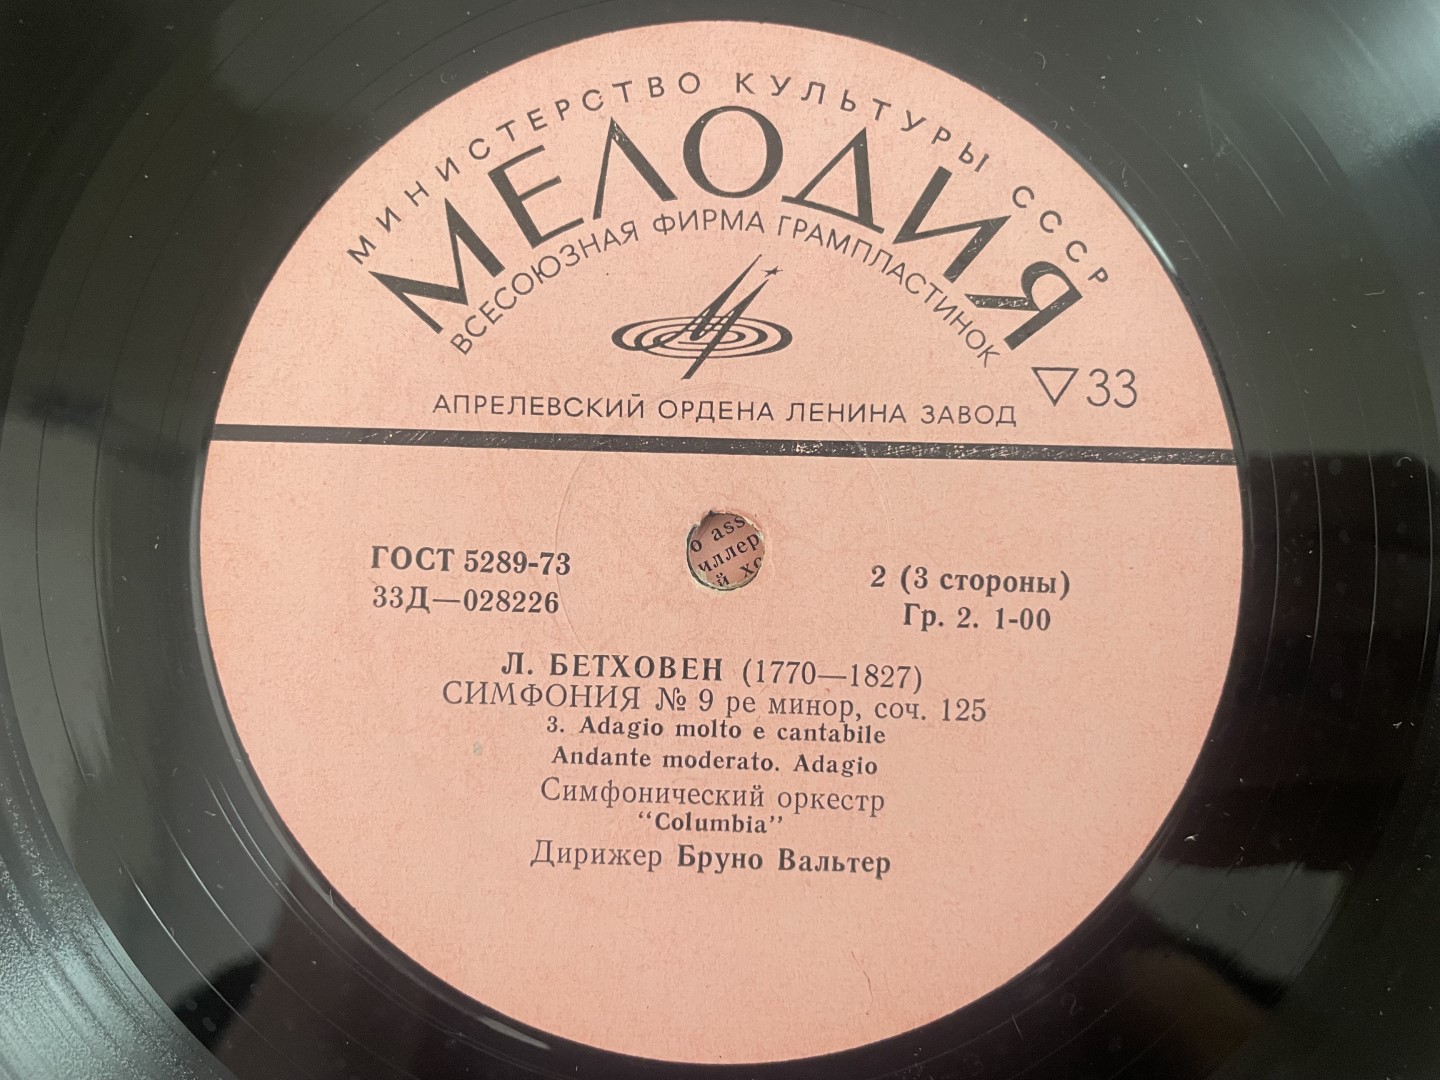 МИНИСТЕРСТВО КУЛЬТУРЫ СССР
МЕЛОДИЯ
ВСЕСОЮЗНАЯ ФИРМА ГРАМПЛАСТИНОК
33
АПРЕЛЕВСКИЙ ОРДЕНА ЛЕНИНА ЗАВОД
ГОСТ 5289-73
33Д—028226
2 (3 стороны)
Гр. 2. 1-00
Л. БЕТХОВЕН (1770—1827)
СИМФОНИЯ № 9 ре минор, соч. 125
3. Adagio molto e cantabile
Andante moderato. Adagio
Симфонический оркестр
“Columbia”
Дирижер Бруно Вальтер